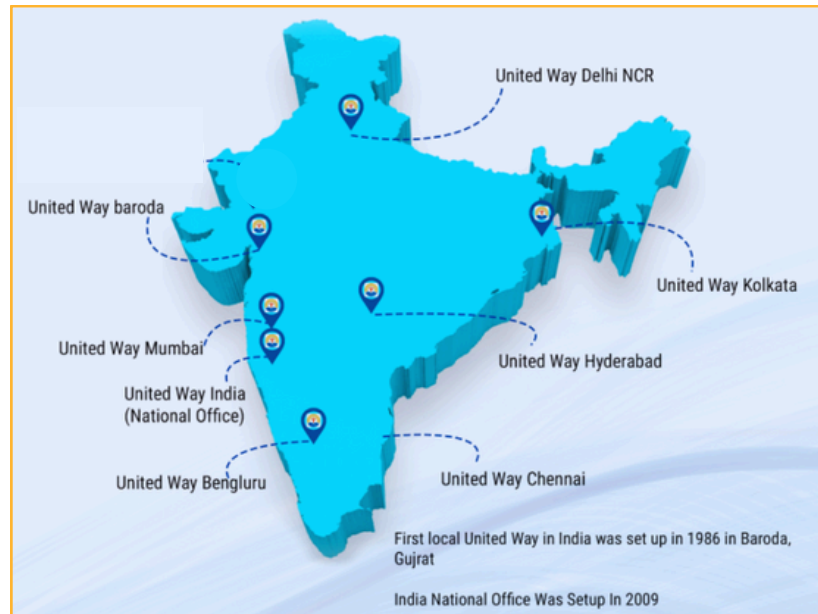 United Way Delhi NCR
United Way baroda
United Way Kolkata
United Way Mumbai
United Way Hyderabad
United Way India
(National Office)
United Way Bengluru
United Way Chennai
First local United Way in India was set up in 1986 in Baroda,
Gujrat
India National Office Was Setup In 2009